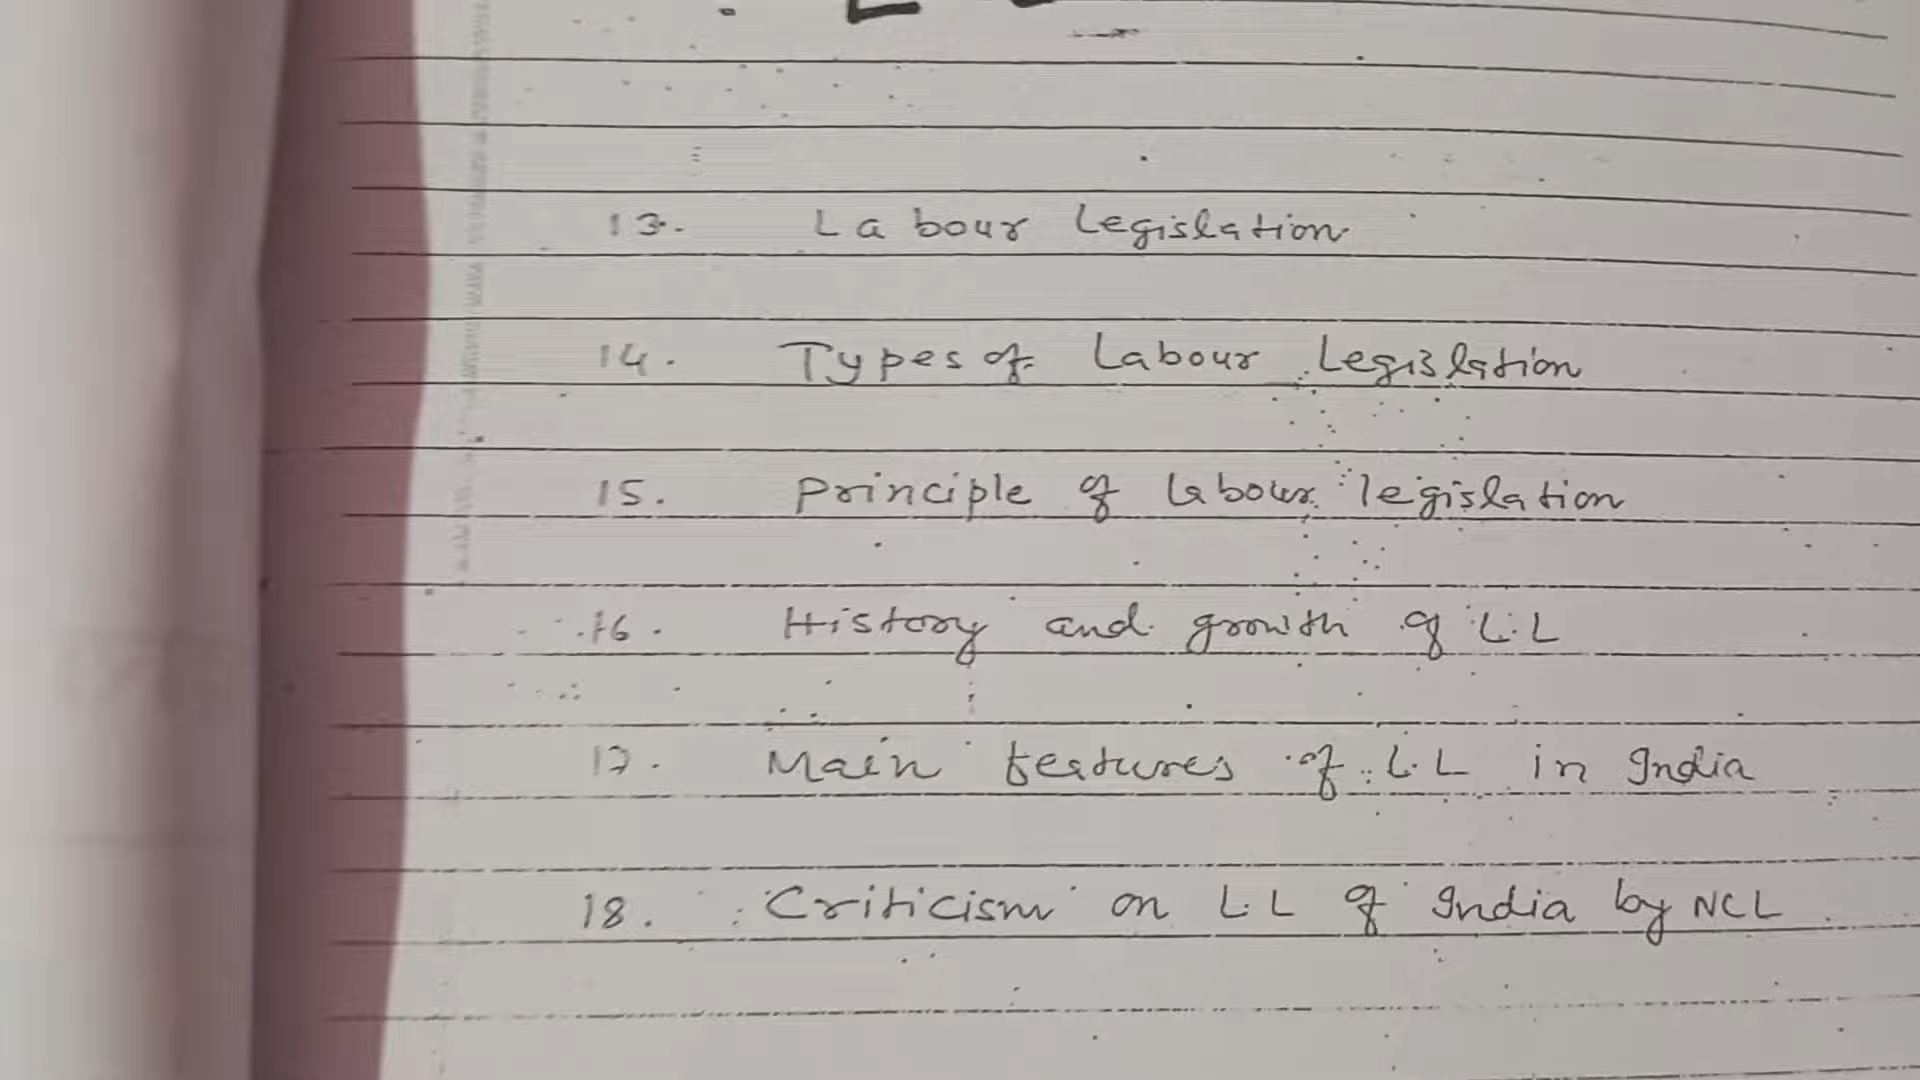 13. Labour Legislation
14. Types of Labour Legislation
15. Principle of labour legislation
16. History and growth of L.L
17. Main features of L.L in India
18. Criticism on L.L of India by NCL